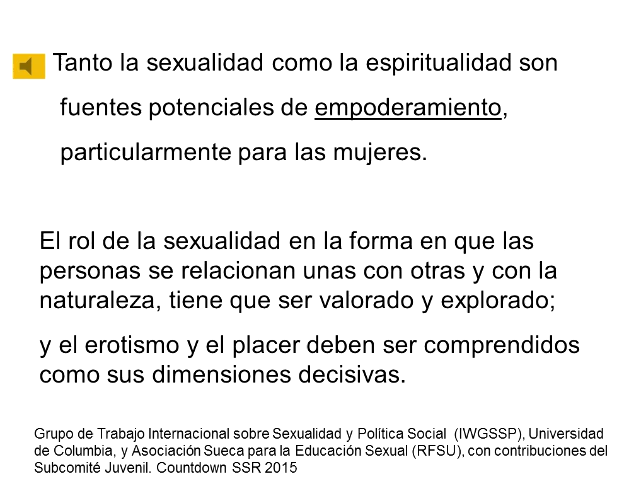 Tanto la sexualidad como la espiritualidad son
fuentes potenciales de empoderamiento,
particularmente para las mujeres.
El rol de la sexualidad en la forma en que las
personas se relacionan unas con otras y con la
naturaleza, tiene que ser valorado y explorado;
y el erotismo y el placer deben ser comprendidos
como sus dimensiones decisivas.
Grupo de Trabajo Internacional sobre Sexualidad y Política Social (IWGSSP), Universidad
de Columbia, y Asociación Sueca para la Educación Sexual (RFSU), con contribuciones del
Subcomité Juvenil. Countdown SSR 2015